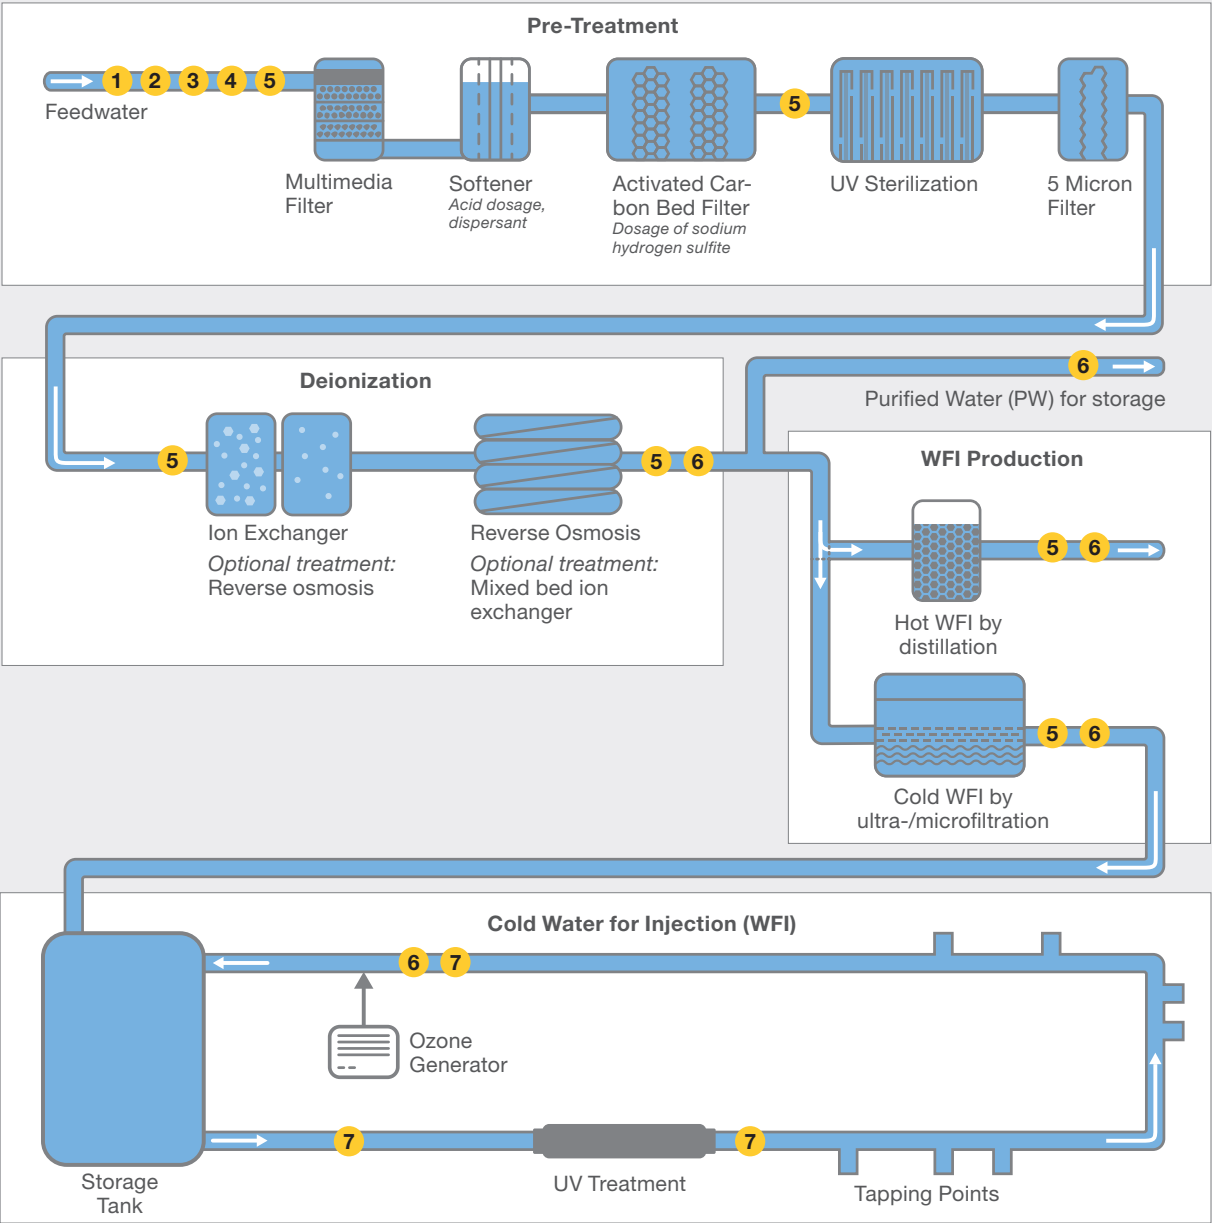 Pre-Treatment
1 2 3 4 5
Feedwater
5
Multimedia
Filter
Softener
Acid dosage,
dispersant
Activated Car-
bon Bed Filter
Dosage of sodium
hydrogen sulfite
UV Sterilization
5 Micron
Filter
Deionization
5
5 6
Ion Exchanger
Optional treatment:
Reverse osmosis
Reverse Osmosis
Optional treatment:
Mixed bed ion
exchanger
6
Purified Water (PW) for storage
WFI Production
5 6
Hot WFI by
distillation
5 6
Cold WFI by
ultra-/microfiltration
Cold Water for Injection (WFI)
6 7
Ozone
Generator
7
7
Storage
Tank
UV Treatment
Tapping Points